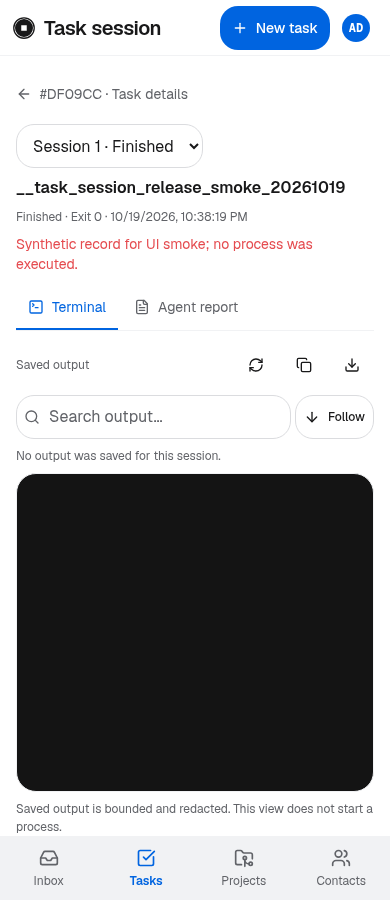 Task session
+ New task
AD
← #DF09CC · Task details
Session 1 · Finished
__task_session_release_smoke_20261019
Finished · Exit 0 · 10/19/2026, 10:38:19 PM
Synthetic record for UI smoke; no process was
executed.
Terminal
Agent report
Saved output
Search output...
Follow
No output was saved for this session.
Saved output is bounded and redacted. This view does not start a
process.
Inbox
Tasks
Projects
Contacts